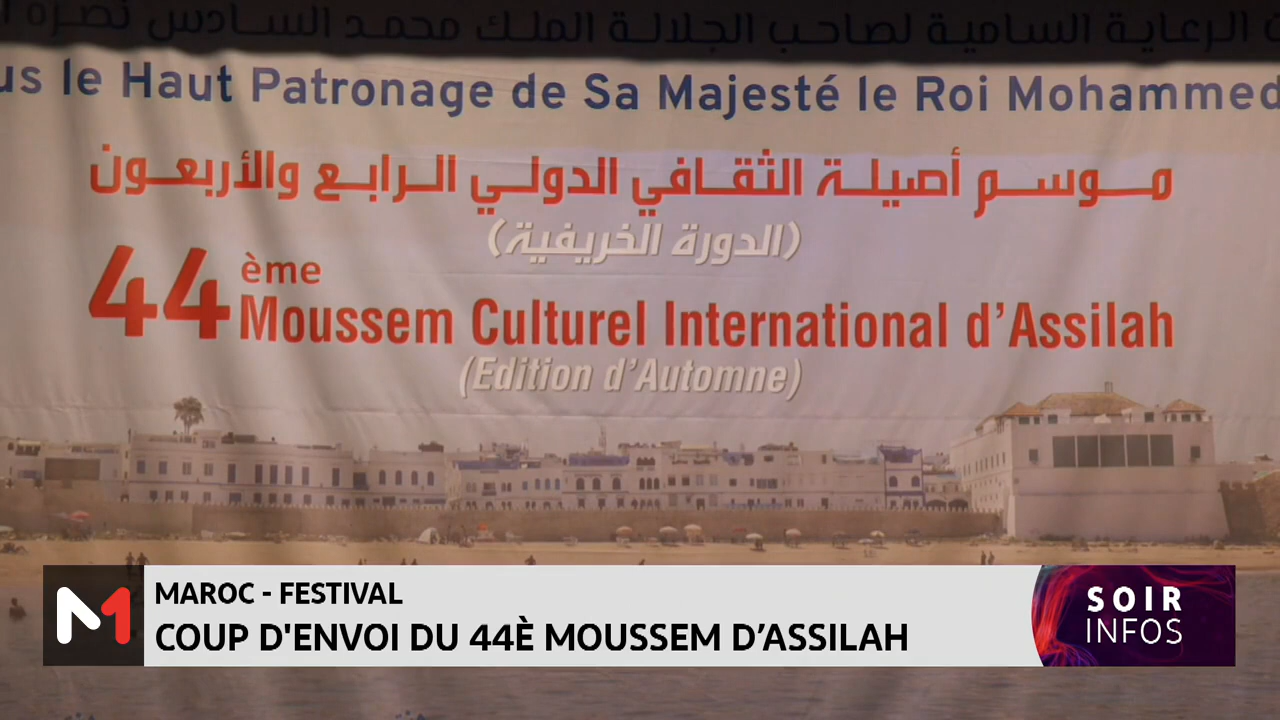 الرعاية السامية لصاحب الجلالة الملك محمد السادس نصره
le Haut Patronage de Sa Majesté le Roi Mohammed
موسم أصيلة الثقافي الدولي الرابع والأربعون
(الدورة الخريفية)
44ème Moussem Culturel International d’Assilah
(Edition d’Automne)
M1
MAROC - FESTIVAL
COUP D'ENVOI DU 44È MOUSSEM D’ASSILAH
SOIR
INFOS